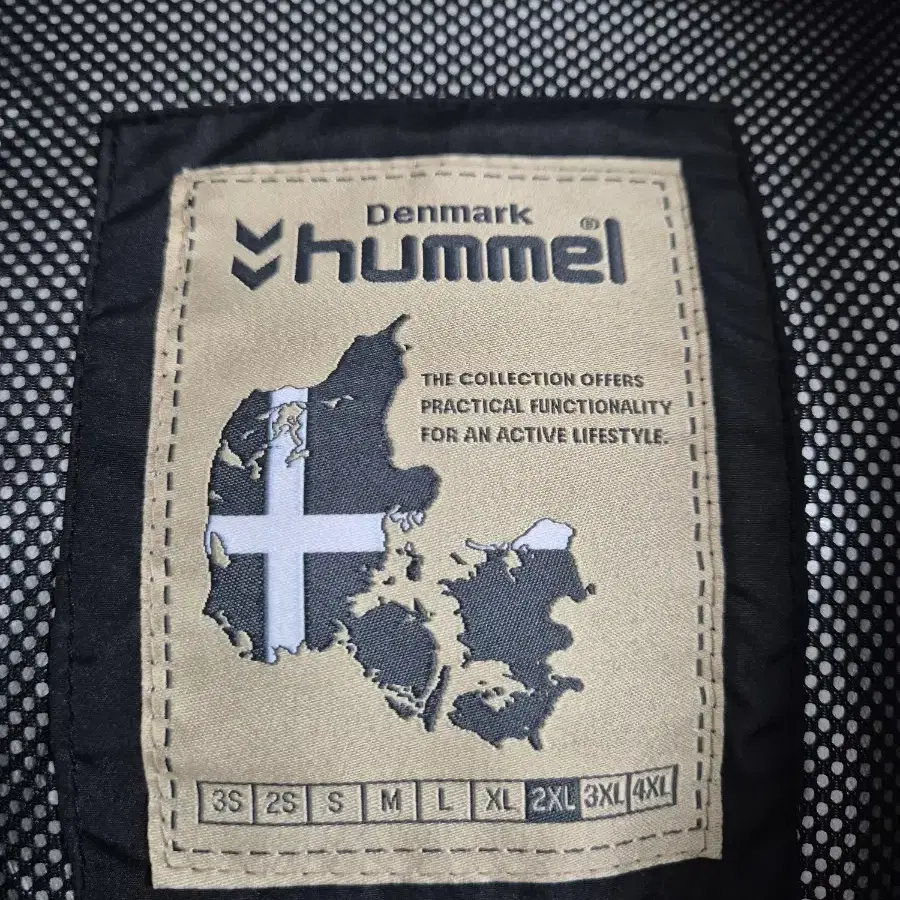 Denmark
hummel®
THE COLLECTION OFFERS
PRACTICAL FUNCTIONALITY
FOR AN ACTIVE LIFESTYLE.
3S 2S S M L XL 2XL 3XL 4XL